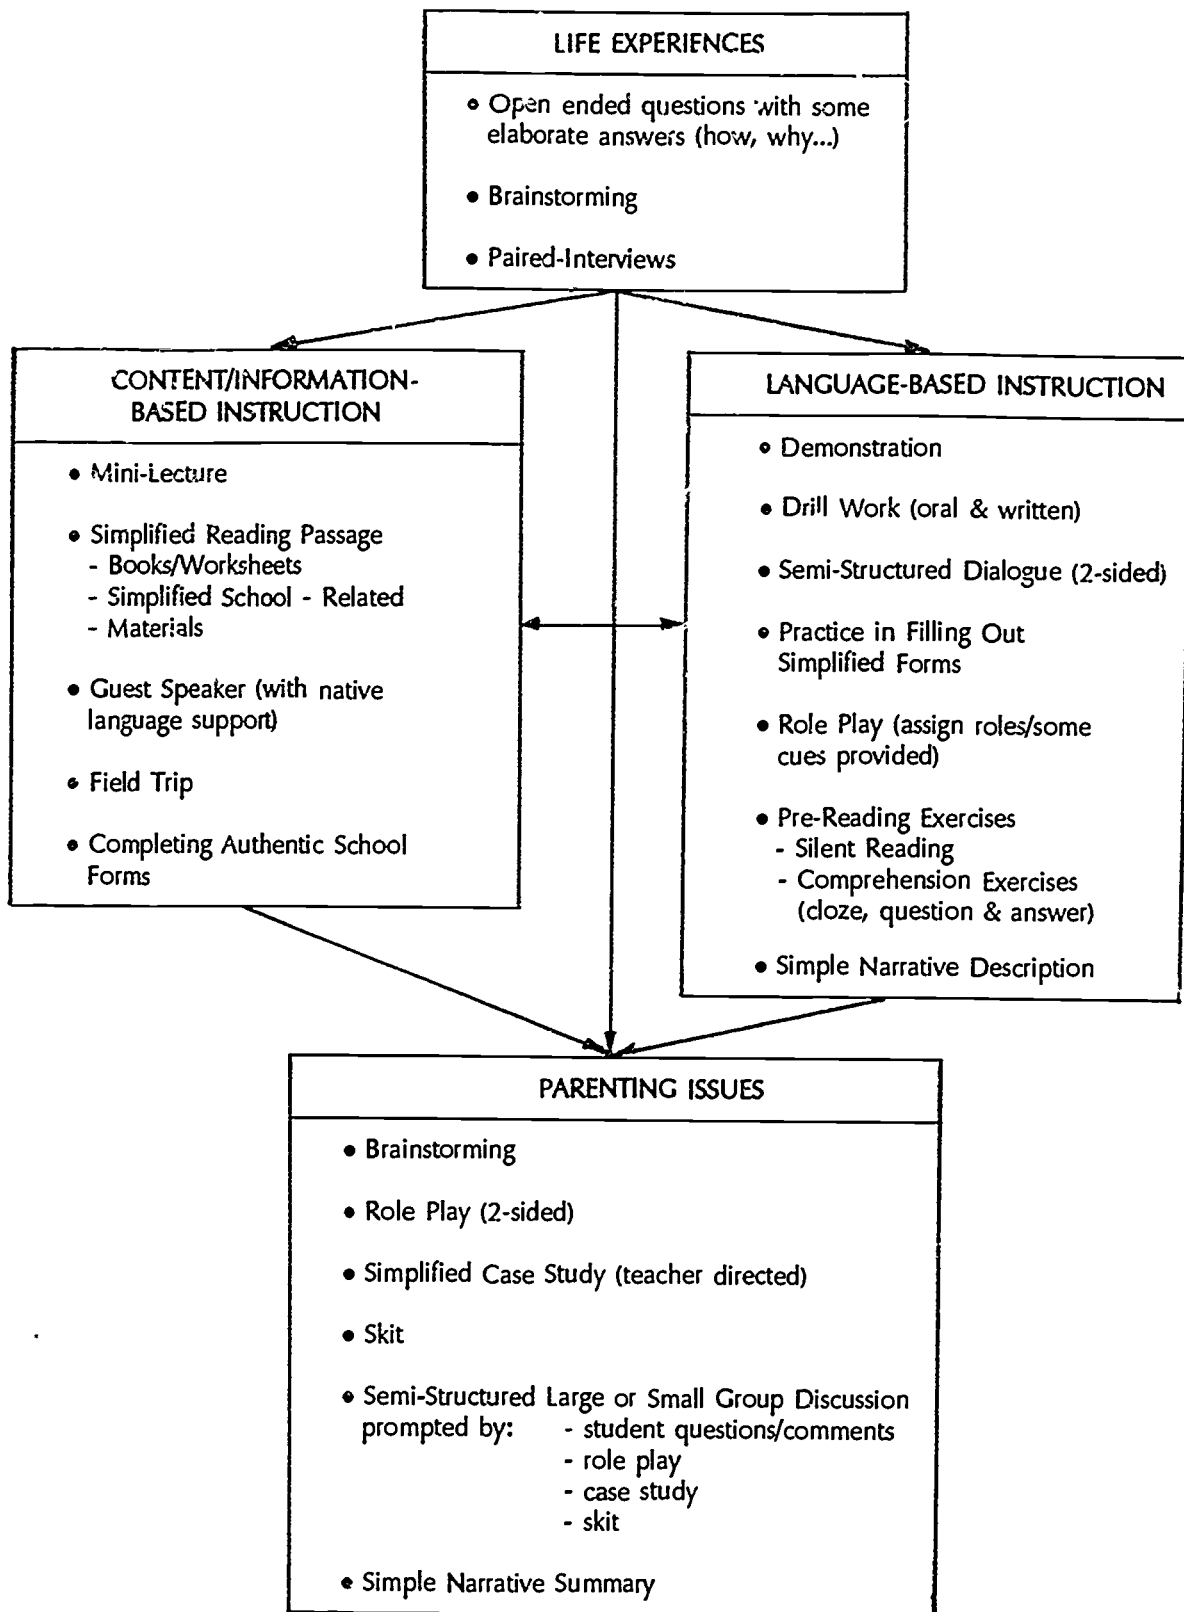 LIFE EXPERIENCES
• Open ended questions with some
elaborate answers (how, why...)
• Brainstorming
• Paired-Interviews
CONTENT/INFORMATION-
BASED INSTRUCTION
• Mini-Lecture
• Simplified Reading Passage
- Books/Worksheets
- Simplified School - Related
- Materials
• Guest Speaker (with native
language support)
• Field Trip
• Completing Authentic School
Forms
LANGUAGE-BASED INSTRUCTION
• Demonstration
• Drill Work (oral & written)
• Semi-Structured Dialogue (2-sided)
• Practice in Filling Out
Simplified Forms
• Role Play (assign roles/some
cues provided)
• Pre-Reading Exercises
- Silent Reading
- Comprehension Exercises
(cloze, question & answer)
• Simple Narrative Description
PARENTING ISSUES
• Brainstorming
• Role Play (2-sided)
• Simplified Case Study (teacher directed)
• Skit
• Semi-Structured Large or Small Group Discussion
prompted by: - student questions/comments
- role play
- case study
- skit
• Simple Narrative Summary